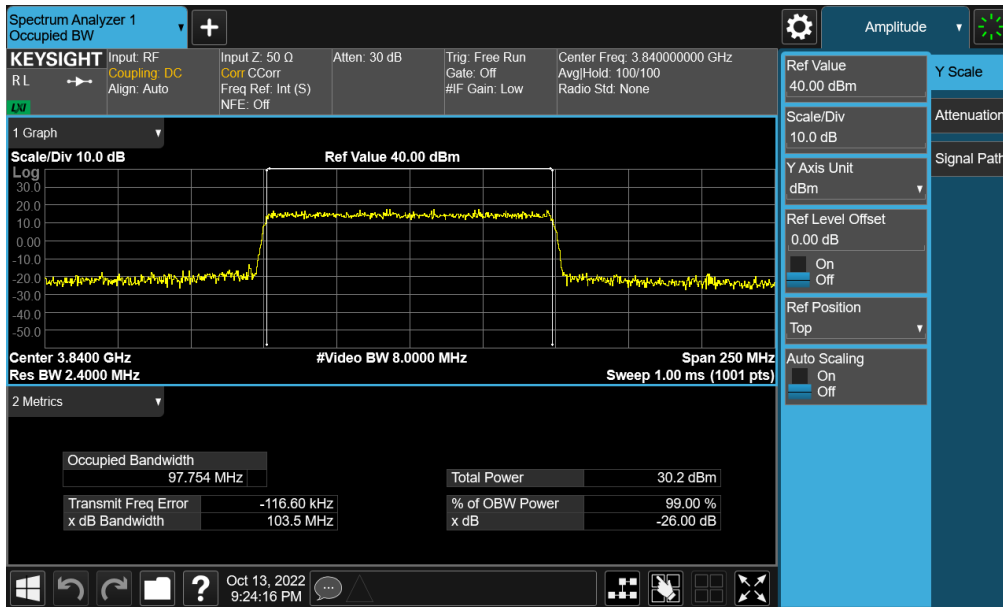 Spectrum Analyzer 1
Occupied BW
Amplitude
KEYSIGHT
R L
LXI
Input: RF
Coupling: DC
Align: Auto
Input Z: 50 Ω
Corr CCorr
Freq Ref: Int (S)
NFE: Off
Atten: 30 dB
Trig: Free Run
Gate: Off
#IF Gain: Low
Center Freq: 3.840000000 GHz
Avg|Hold: 100/100
Radio Std: None
1 Graph
Scale/Div 10.0 dB
Ref Value 40.00 dBm
Log
30.0
20.0
10.0
0.00
-10.0
-20.0
-30.0
-40.0
-50.0
Center 3.8400 GHz
#Video BW 8.0000 MHz
Span 250 MHz
Res BW 2.4000 MHz
Sweep 1.00 ms (1001 pts)
2 Metrics
Occupied Bandwidth
97.754 MHz
Total Power 30.2 dBm
Transmit Freq Error -116.60 kHz
% of OBW Power 99.00 %
x dB Bandwidth 103.5 MHz
x dB -26.00 dB
Ref Value
40.00 dBm
Scale/Div
10.0 dB
Y Axis Unit
dBm
Ref Level Offset
0.00 dB
On
Off
Ref Position
Top
Auto Scaling
On
Off
Y Scale
Attenuation
Signal Path
?
Oct 13, 2022
9:24:16 PM